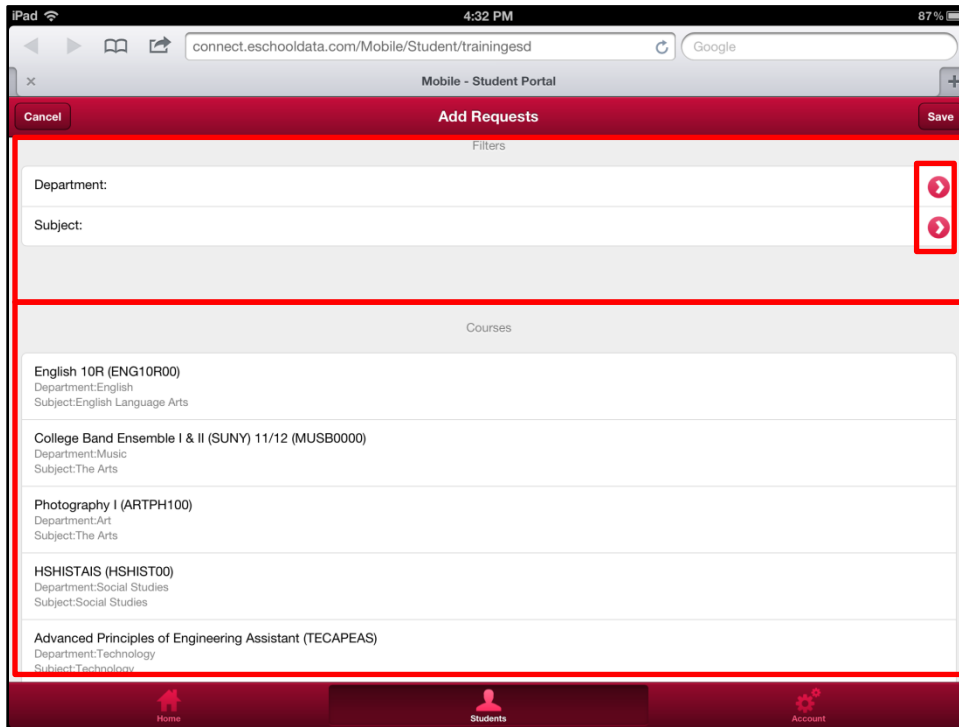 iPad 4:32 PM 87%
connect.eschooldata.com/Mobile/Student/trainingesd Google
Mobile - Student Portal
Cancel Add Requests Save
Filters
Department:
Subject:
Courses
English 10R (ENG10R00)
Department:English
Subject:English Language Arts
College Band Ensemble I & II (SUNY) 11/12 (MUSB0000)
Department:Music
Subject:The Arts
Photography I (ARTPH100)
Department:Art
Subject:The Arts
HSHISTAIS (HSHIST00)
Department:Social Studies
Subject:Social Studies
Advanced Principles of Engineering Assistant (TECAPEAS)
Department:Technology
Subject:Technology
Home Students Account